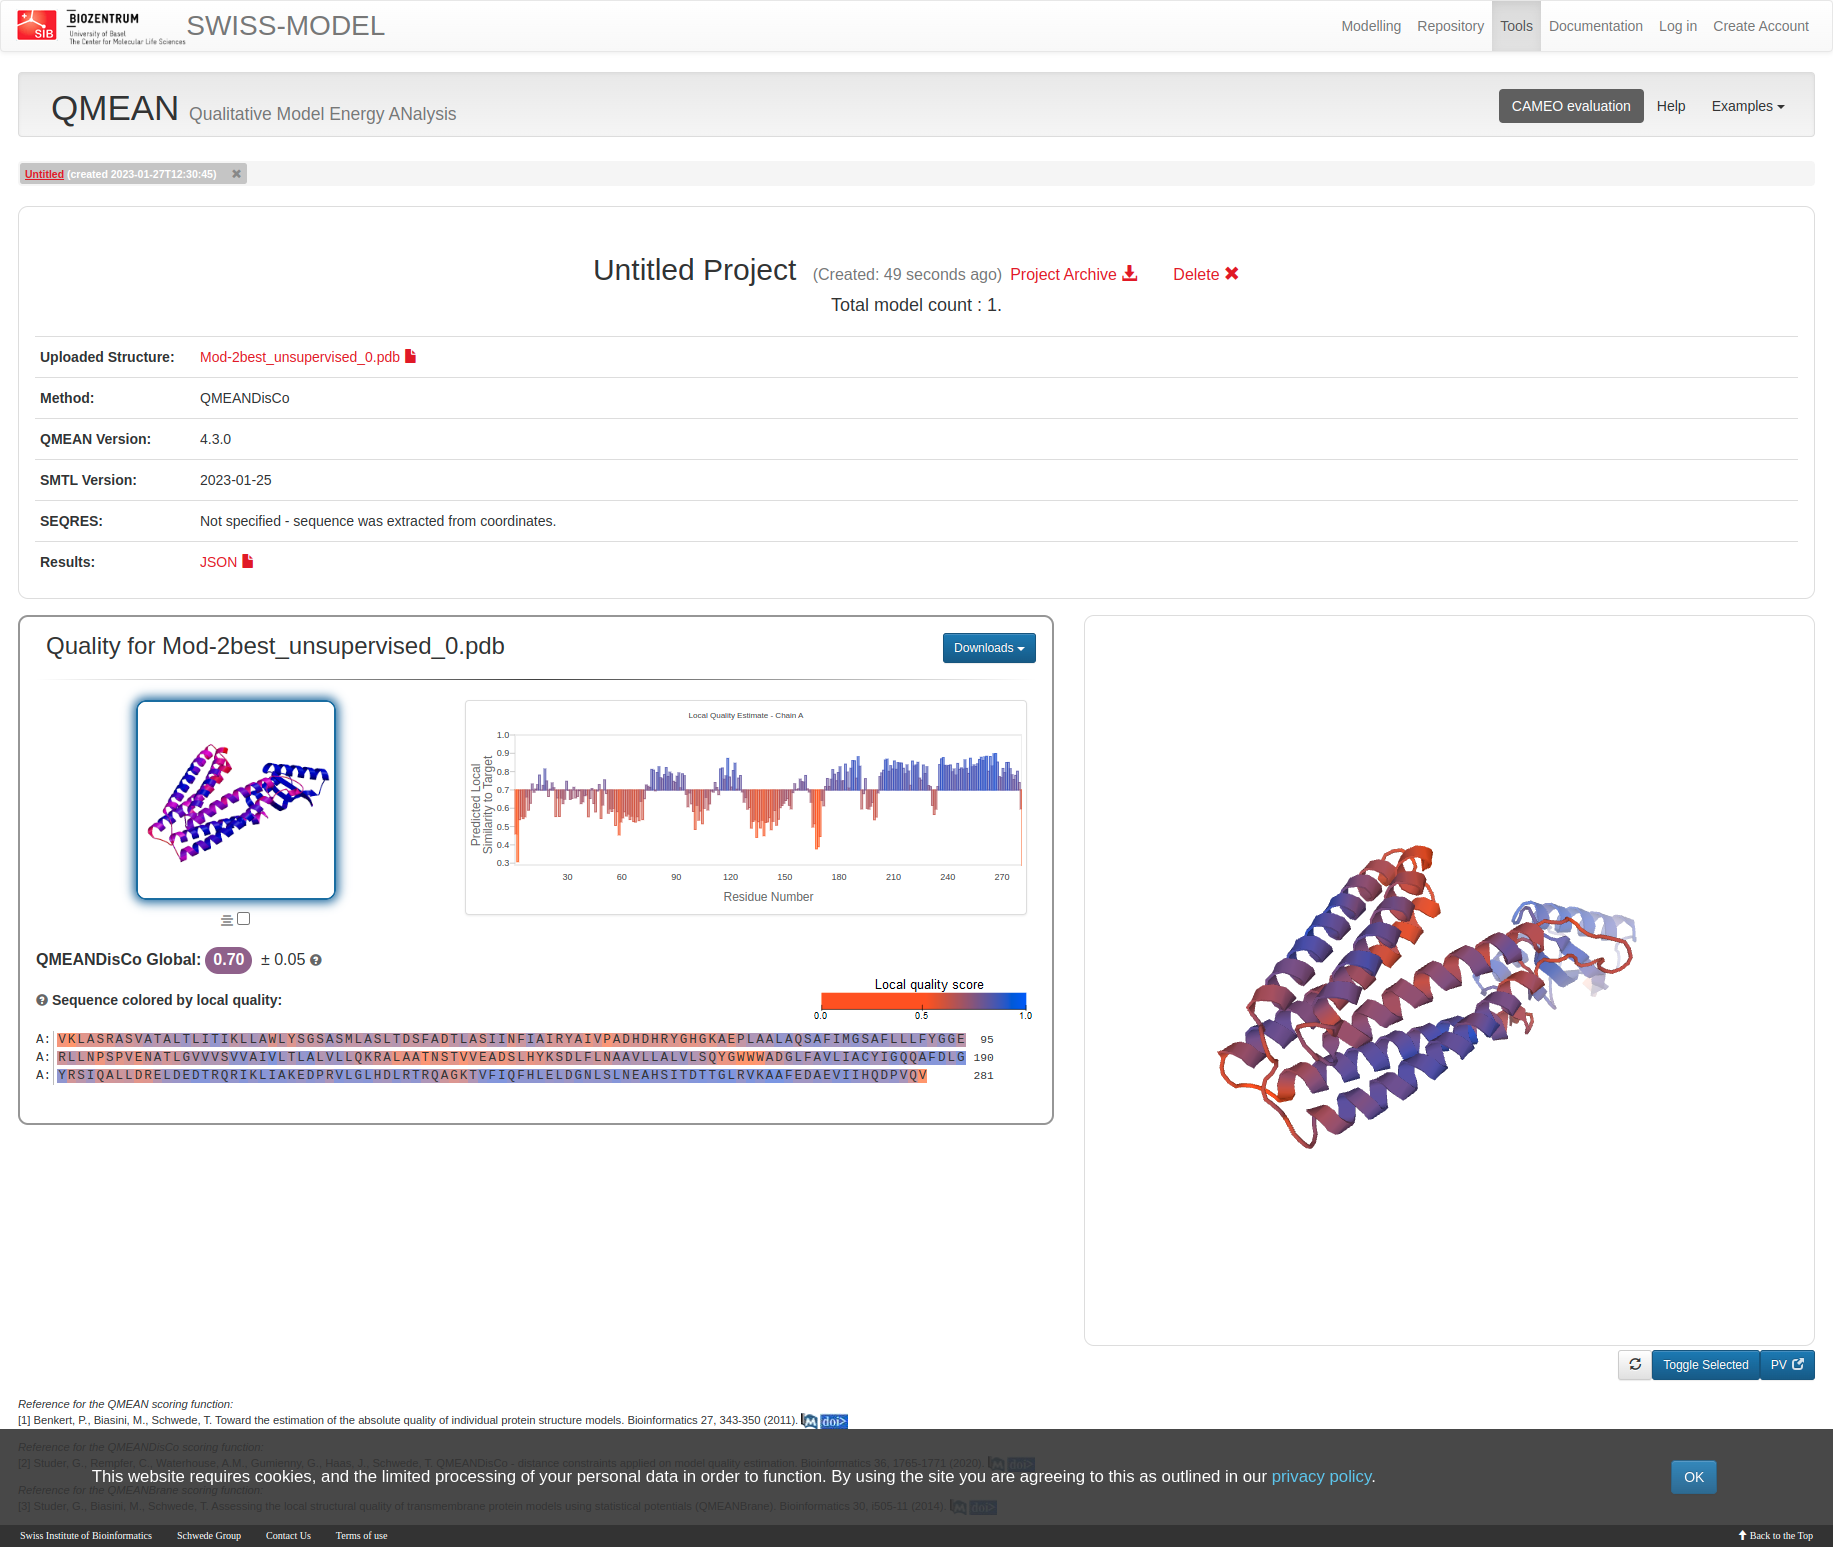 SIB
BIOZENTRUM
University of Basel
The Center for Molecular Life Sciences
SWISS-MODEL
Modelling Repository Tools Documentation Log in Create Account
QMEAN Qualitative Model Energy ANalysis
CAMEO evaluation Help Examples
Untitled (created 2023-01-27T12:30:45)
Untitled Project (Created: 49 seconds ago) Project Archive Delete
Total model count : 1.
Uploaded Structure: Mod-2best_unsupervised_0.pdb
Method: QMEANDisCo
QMEAN Version: 4.3.0
SMTL Version: 2023-01-25
SEQRES: Not specified - sequence was extracted from coordinates.
Results: JSON
Quality for Mod-2best_unsupervised_0.pdb
Downloads
Local Quality Estimate - Chain A
Predicted Local
Similarity to Target
1.0
0.9
0.8
0.7
0.6
0.5
0.4
0.3
30 60 90 120 150 180 210 240 270
Residue Number
QMEANDisCo Global: 0.70 ± 0.05
Local quality score
0.0 0.5 1.0
Sequence colored by local quality:
A: VKLASRASVATALTLITIKLLAWLYSGSASMLASLTDSFADTLASIINFIAIRYAIVPADHDHRYGHGKAEPLAALAQSAFIMGSAFLLLFYGGE 95
A: RLLNPSPVENATLGVVVSVVAIVLTLALVLLQKRALAATNSTVVEADSLHYKSDLFLNAAVLLALVLSQYGWWWADGLFAVLIACYIGQQAFDLG 190
A: YRSIQALLDRELDEDTRQRIKLIAKEDPRVLGLHDLRTRQAGKTVFIQFHLELDGNLSLNEAHSITDTTGLRVKAAFEDAEVIIHQDPVQV 281
Toggle Selected PV
Reference for the QMEAN scoring function:
[1] Benkert, P., Biasini, M., Schwede, T. Toward the estimation of the absolute quality of individual protein structure models. Bioinformatics 27, 343-350 (2011). M doi>
Reference for the QMEANDisCo scoring function:
[2] Studer, G., Rempfer, C., Waterhouse, A.M., Gumienny, G., Haas, J., Schwede, T. QMEANDisCo - distance constraints applied on model quality estimation. Bioinformatics 36, 1765-1771 (2020). M doi>
This website requires cookies, and the limited processing of your personal data in order to function. By using the site you are agreeing to this as outlined in our privacy policy. OK
Reference for the QMEANBrane scoring function:
[3] Studer, G., Biasini, M., Schwede, T. Assessing the local structural quality of transmembrane protein models using statistical potentials (QMEANBrane). Bioinformatics 30, i505-11 (2014). M doi>
Swiss Institute of Bioinformatics Schwede Group Contact Us Terms of use Back to the Top